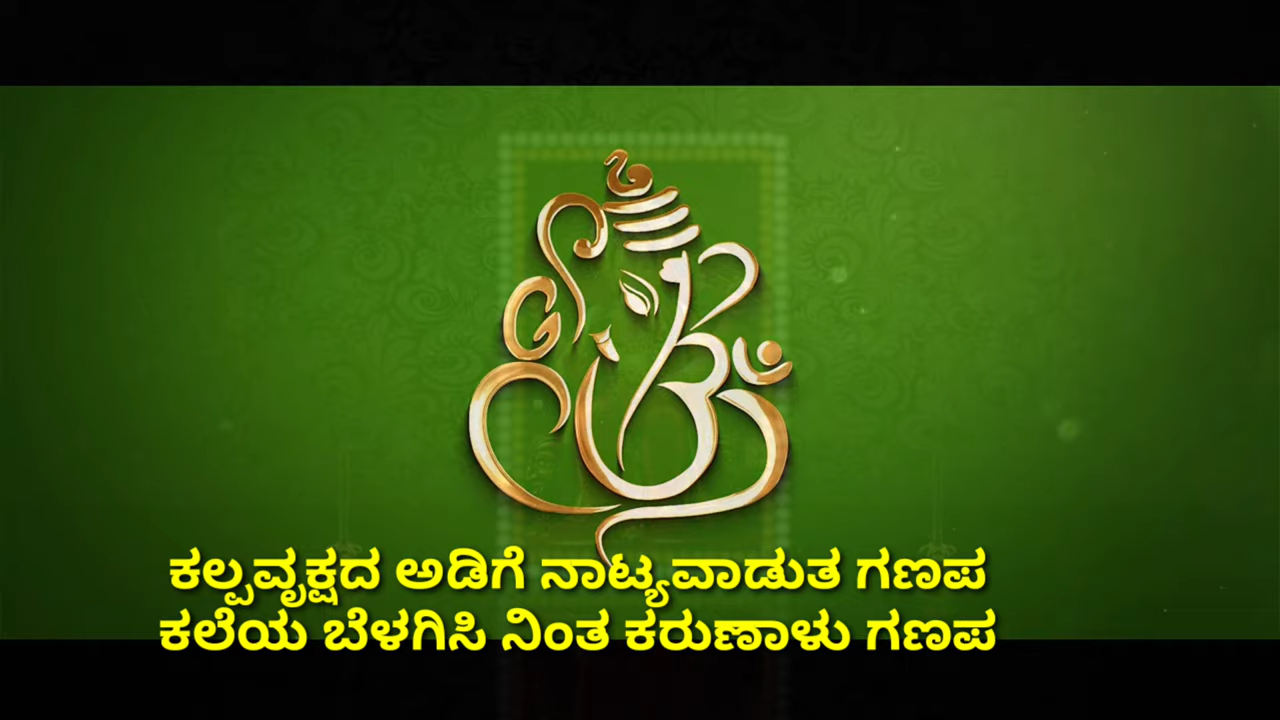 ಕಲ್ಪವೃಕ್ಷದ ಅಡಿಗೆ ನಾಟ್ಯವಾಡುತ ಗಣಪ
ಕಲೆಯ ಬೆಳಗಿಸಿ ನಿಂತ ಕರುಣಾಳು ಗಣಪ